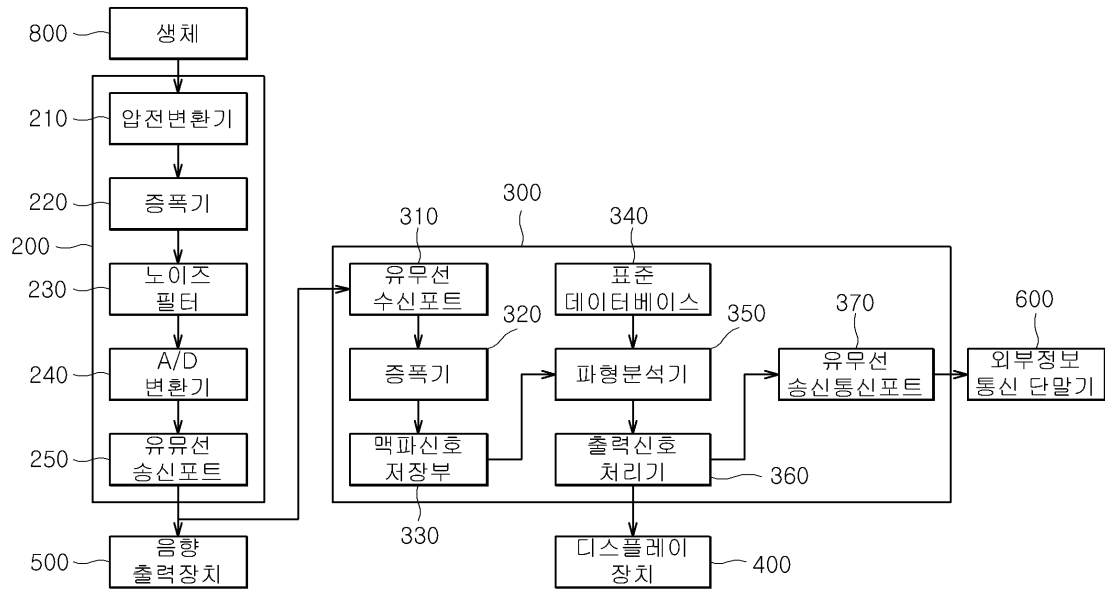 800
생체
210
압전변환기
220
증폭기
200
230
노이즈
필터
240
A/D
변환기
250
유뮤선
송신포트
500
음향
출력장치
300
310
유무선
수신포트
320
증폭기
맥파신호
저장부
330
340
표준
데이터베이스
350
파형분석기
출력신호
처리기
360
디스플레이
장치
400
370
유무선
송신통신포트
600
외부정보
통신 단말기